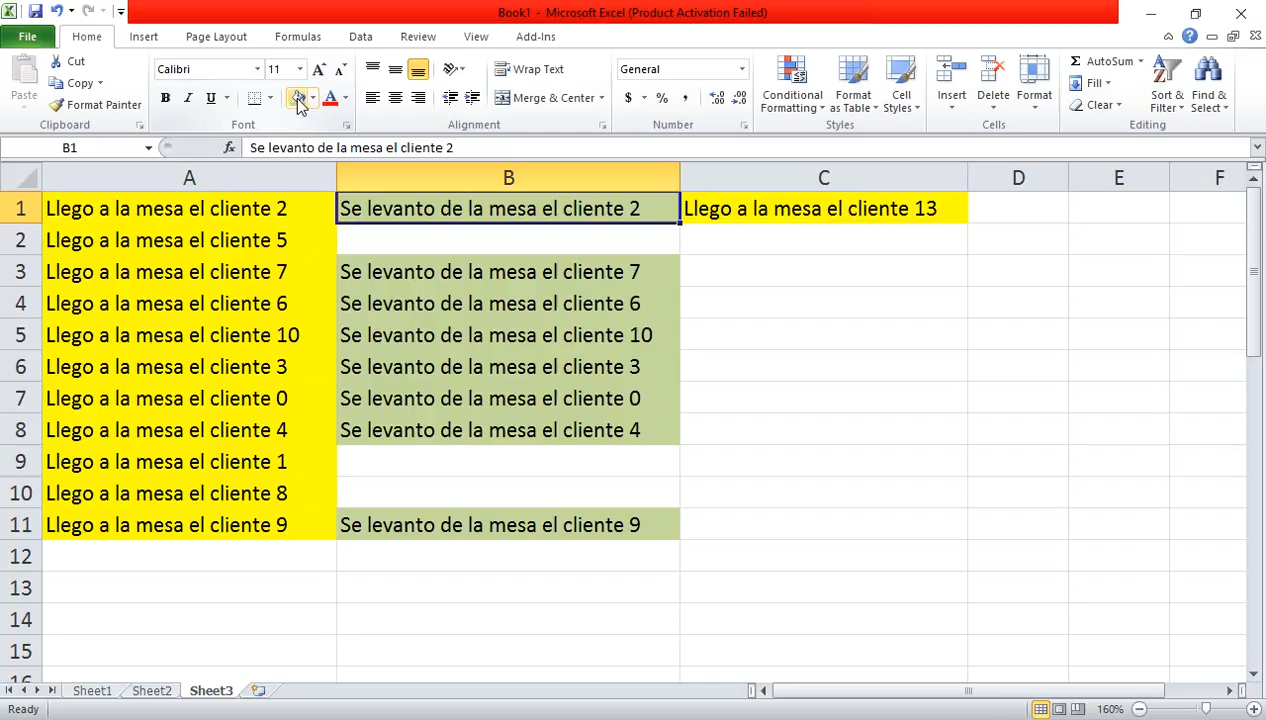 Book1 - Microsoft Excel (Product Activation Failed)
File Home Insert Page Layout Formulas Data Review View Add-Ins
Cut
Copy
Format Painter
Paste
Clipboard
Calibri 11 A A
B I U A
Font
Wrap Text
Merge & Center
Alignment
General
$ % ,
Number
Conditional Formatting
Format as Table
Cell Styles
Styles
Insert Delete Format
Cells
Σ AutoSum
Fill
Clear
Sort & Filter
Find & Select
Editing
B1 fx Se levanto de la mesa el cliente 2
A B C D E F
1 Llego a la mesa el cliente 2 Se levanto de la mesa el cliente 2 Llego a la mesa el cliente 13
2 Llego a la mesa el cliente 5
3 Llego a la mesa el cliente 7 Se levanto de la mesa el cliente 7
4 Llego a la mesa el cliente 6 Se levanto de la mesa el cliente 6
5 Llego a la mesa el cliente 10 Se levanto de la mesa el cliente 10
6 Llego a la mesa el cliente 3 Se levanto de la mesa el cliente 3
7 Llego a la mesa el cliente 0 Se levanto de la mesa el cliente 0
8 Llego a la mesa el cliente 4 Se levanto de la mesa el cliente 4
9 Llego a la mesa el cliente 1
10 Llego a la mesa el cliente 8
11 Llego a la mesa el cliente 9 Se levanto de la mesa el cliente 9
12
13
14
15
Sheet1 Sheet2 Sheet3
Ready 160%